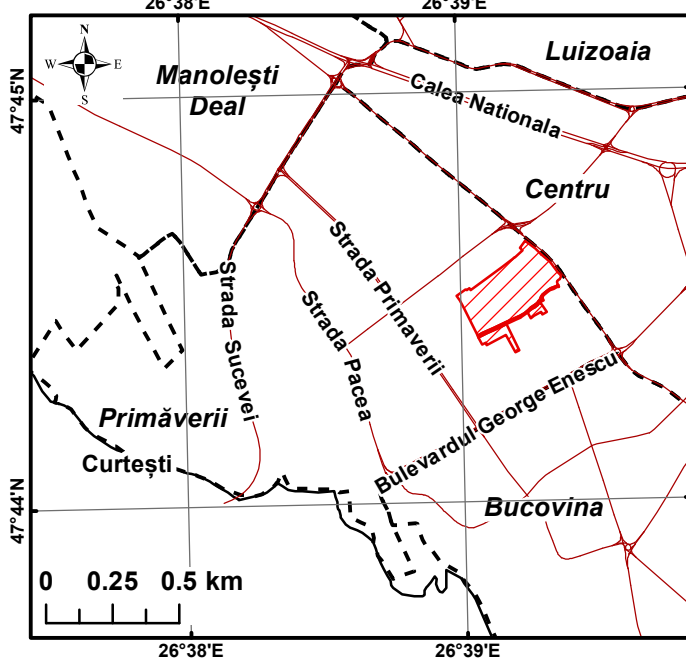 26°38'E
26°39'E
N
W E
S
Manolești
Deal
Luizoaia
Calea Nationala
47°45'N
Centru
Strada Primaverii
Strada Sucevei
Strada Pacea
Primăverii
Curtești
Bulevardul George Enescu
Bucovina
47°44'N
0 0.25 0.5 km
26°38'E
26°39'E